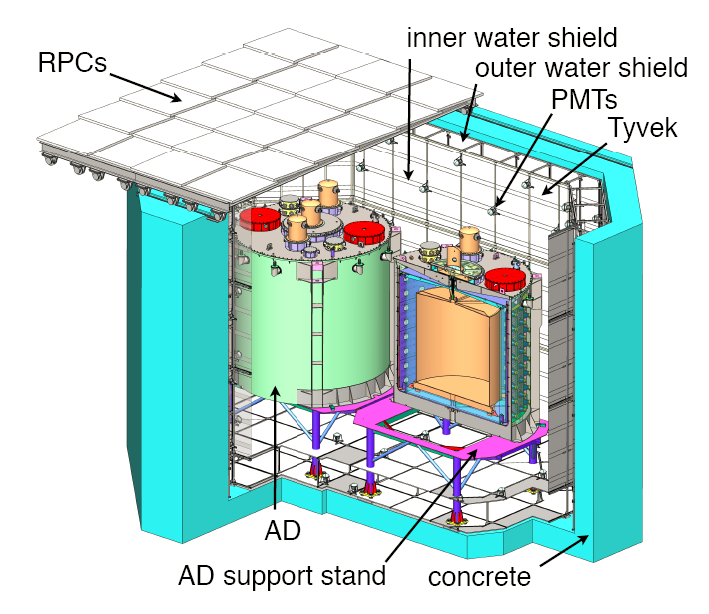 inner water shield
RPCs
outer water shield
PMTs
Tyvek
AD
AD support stand
concrete